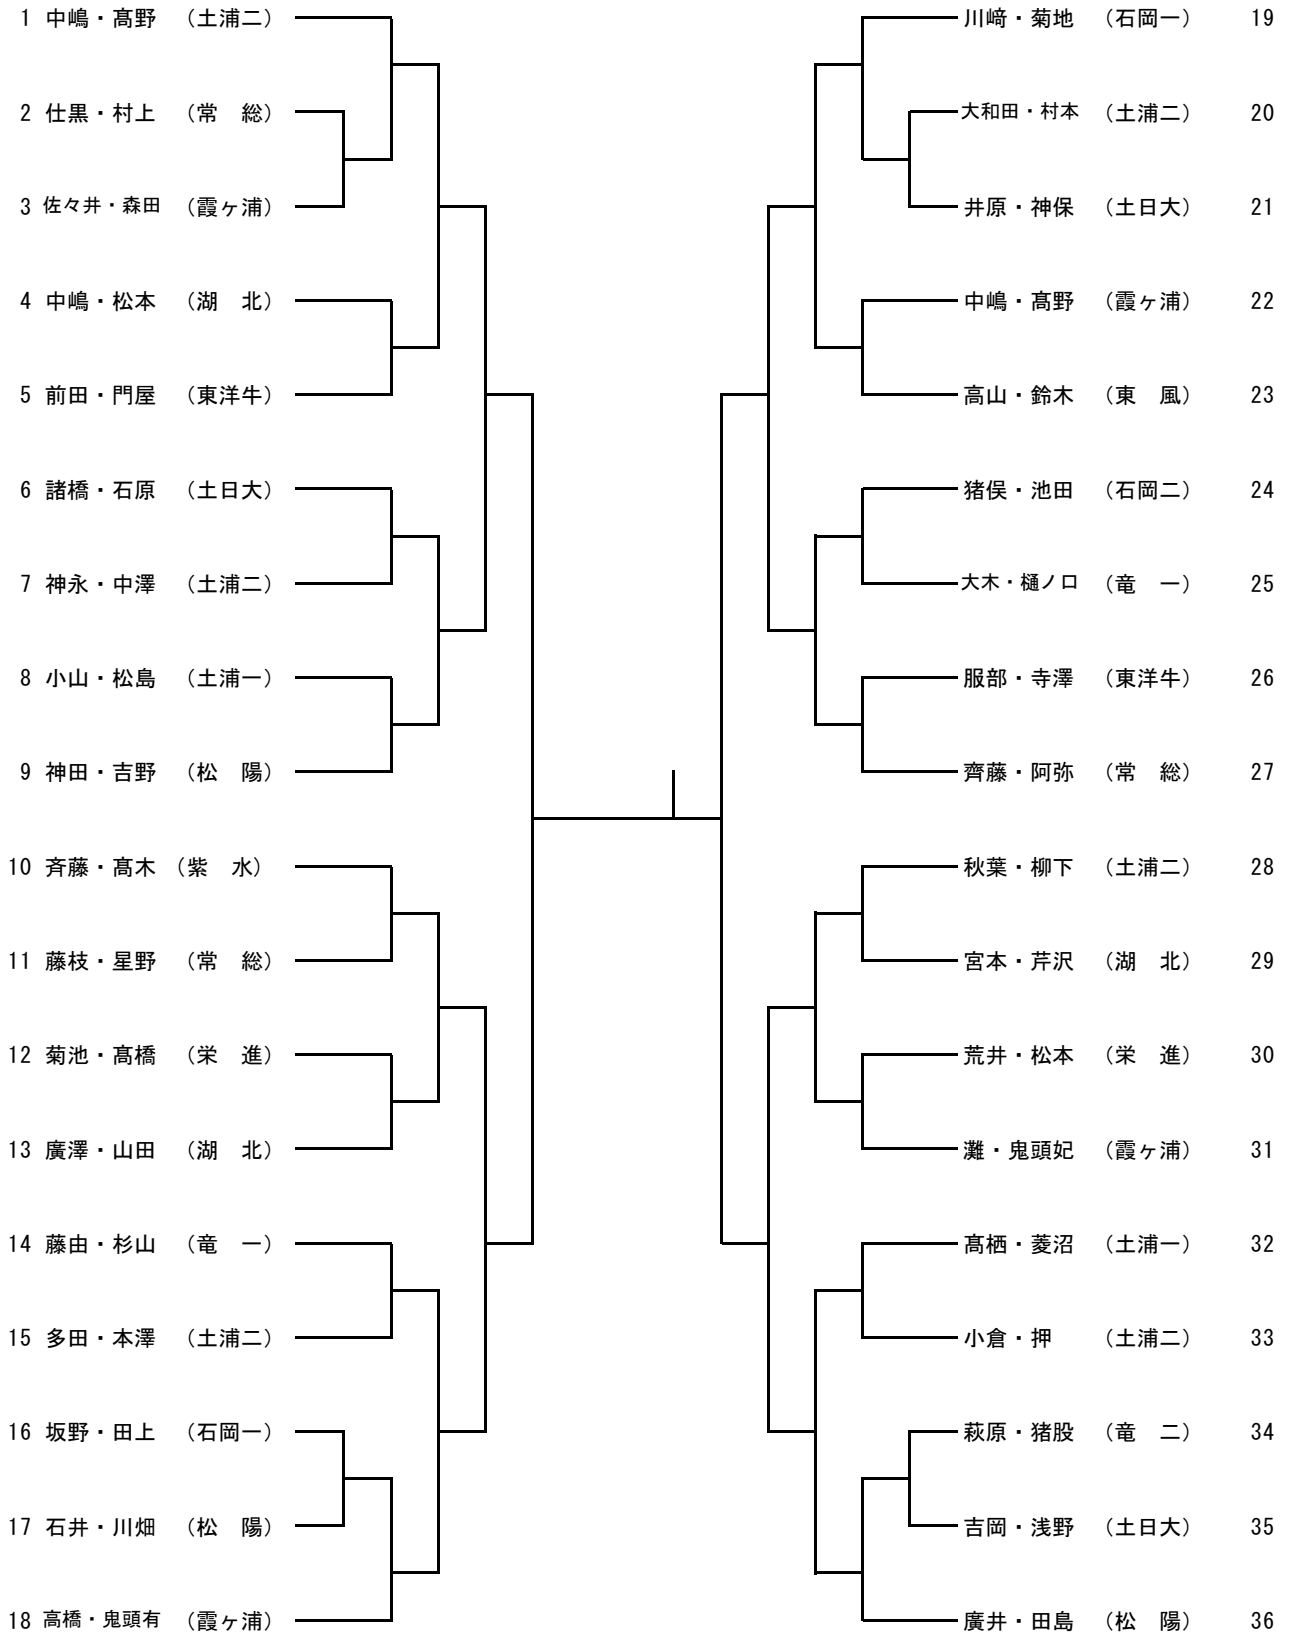 1 中嶋・髙野 （土浦二）
2 仕黒・村上 （常　総）
3 佐々井・森田 （霞ヶ浦）
4 中嶋・松本 （湖　北）
5 前田・門屋 （東洋牛）
6 諸橋・石原 （土日大）
7 神永・中澤 （土浦二）
8 小山・松島 （土浦一）
9 神田・吉野 （松　陽）
10 斉藤・髙木 （紫　水）
11 藤枝・星野 （常　総）
12 菊池・髙橋 （栄　進）
13 廣澤・山田 （湖　北）
14 藤由・杉山 （竜　一）
15 多田・本澤 （土浦二）
16 坂野・田上 （石岡一）
17 石井・川畑 （松　陽）
18 高橋・鬼頭有 （霞ヶ浦）
川﨑・菊地 （石岡一） 19
大和田・村本 （土浦二） 20
井原・神保 （土日大） 21
中嶋・髙野 （霞ヶ浦） 22
高山・鈴木 （東　風） 23
猪俣・池田 （石岡二） 24
大木・樋ノ口 （竜　一） 25
服部・寺澤 （東洋牛） 26
齊藤・阿弥 （常　総） 27
秋葉・柳下 （土浦二） 28
宮本・芹沢 （湖　北） 29
荒井・松本 （栄　進） 30
灘・鬼頭妃 （霞ヶ浦） 31
髙栖・菱沼 （土浦一） 32
小倉・押 （土浦二） 33
萩原・猪股 （竜　二） 34
吉岡・浅野 （土日大） 35
廣井・田島 （松　陽） 36